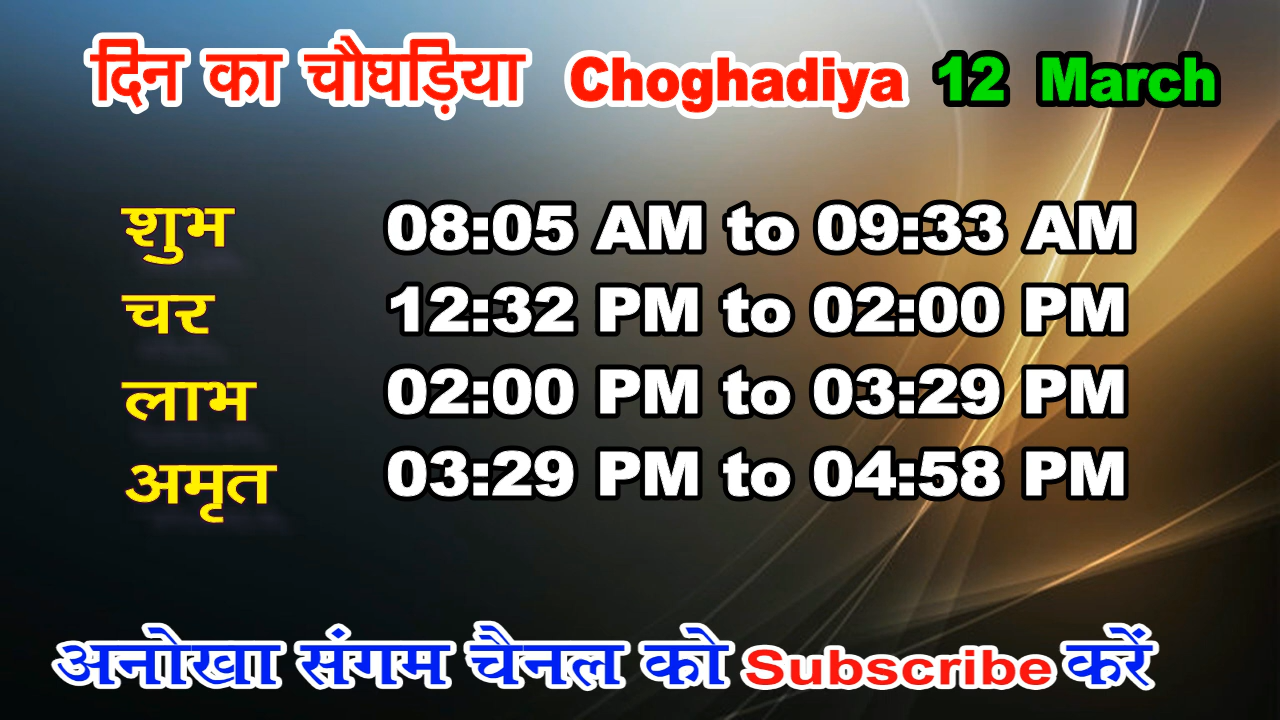 दिन का चौघड़िया Choghadiya 12 March
शुभ 08:05 AM to 09:33 AM
चर 12:32 PM to 02:00 PM
लाभ 02:00 PM to 03:29 PM
अमृत 03:29 PM to 04:58 PM
अनोखा संगम चैनल को Subscribe करें